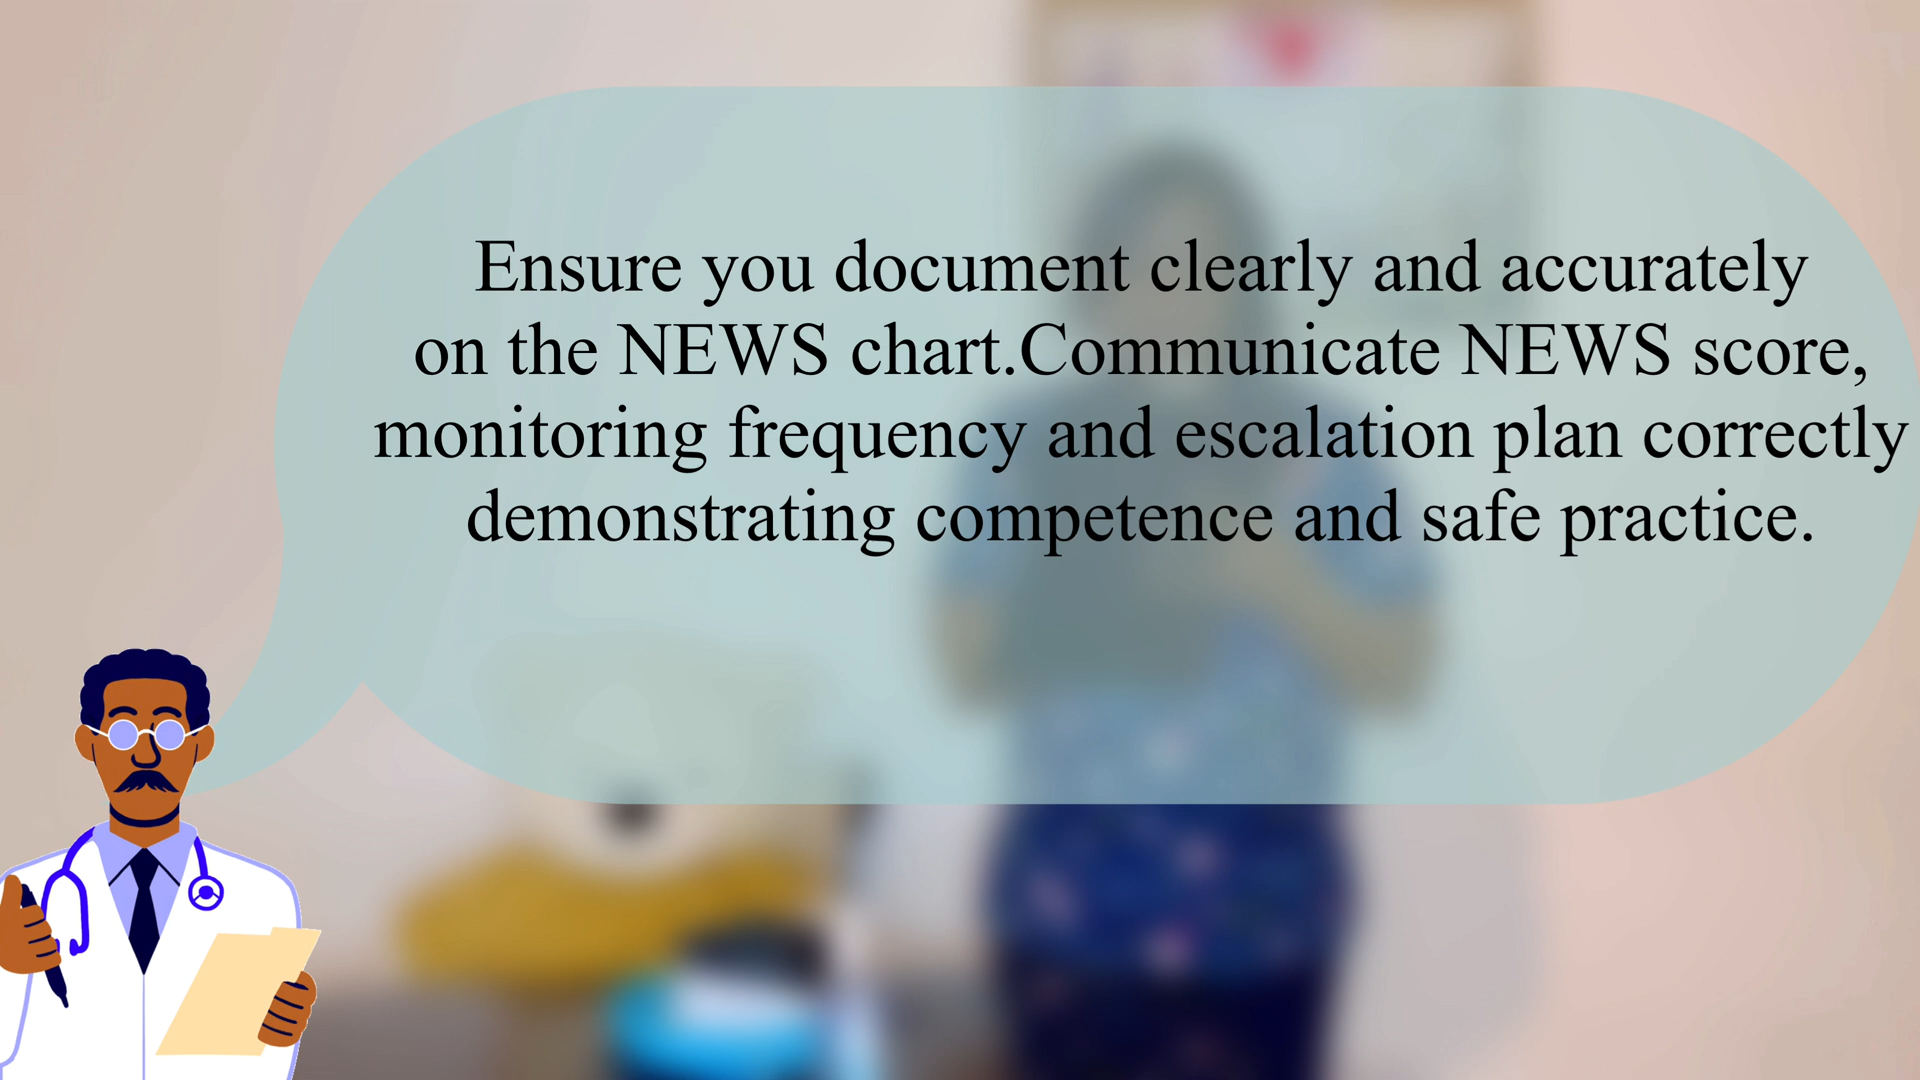 Ensure you document clearly and accurately
on the NEWS chart.Communicate NEWS score,
monitoring frequency and escalation plan correctly
demonstrating competence and safe practice.